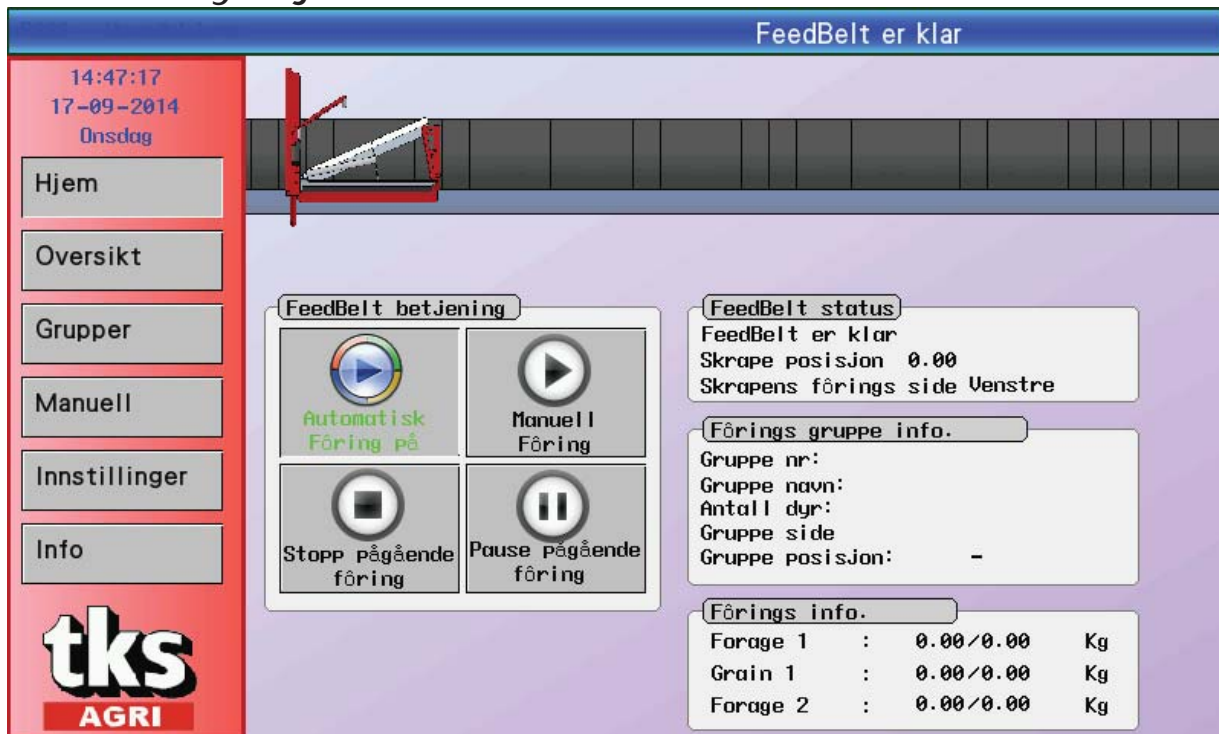 FeedBelt er klar
14:47:17
17-09-2014
Onsdag
Hjem
Oversikt
Grupper
Manuell
Innstillinger
Info
tks
AGRI
FeedBelt betjening
Automatisk
Fôring på
Manuell
Fôring
Stopp pågående
fôring
Pause pågående
fôring
FeedBelt status
FeedBelt er klar
Skrape posisjon 0.00
Skrapens fôrings side Venstre
Fôrings gruppe info.
Gruppe nr:
Gruppe navn:
Antall dyr:
Gruppe side
Gruppe posisjon: -
Fôrings info.
Forage 1 : 0.00/0.00 Kg
Grain 1 : 0.00/0.00 Kg
Forage 2 : 0.00/0.00 Kg